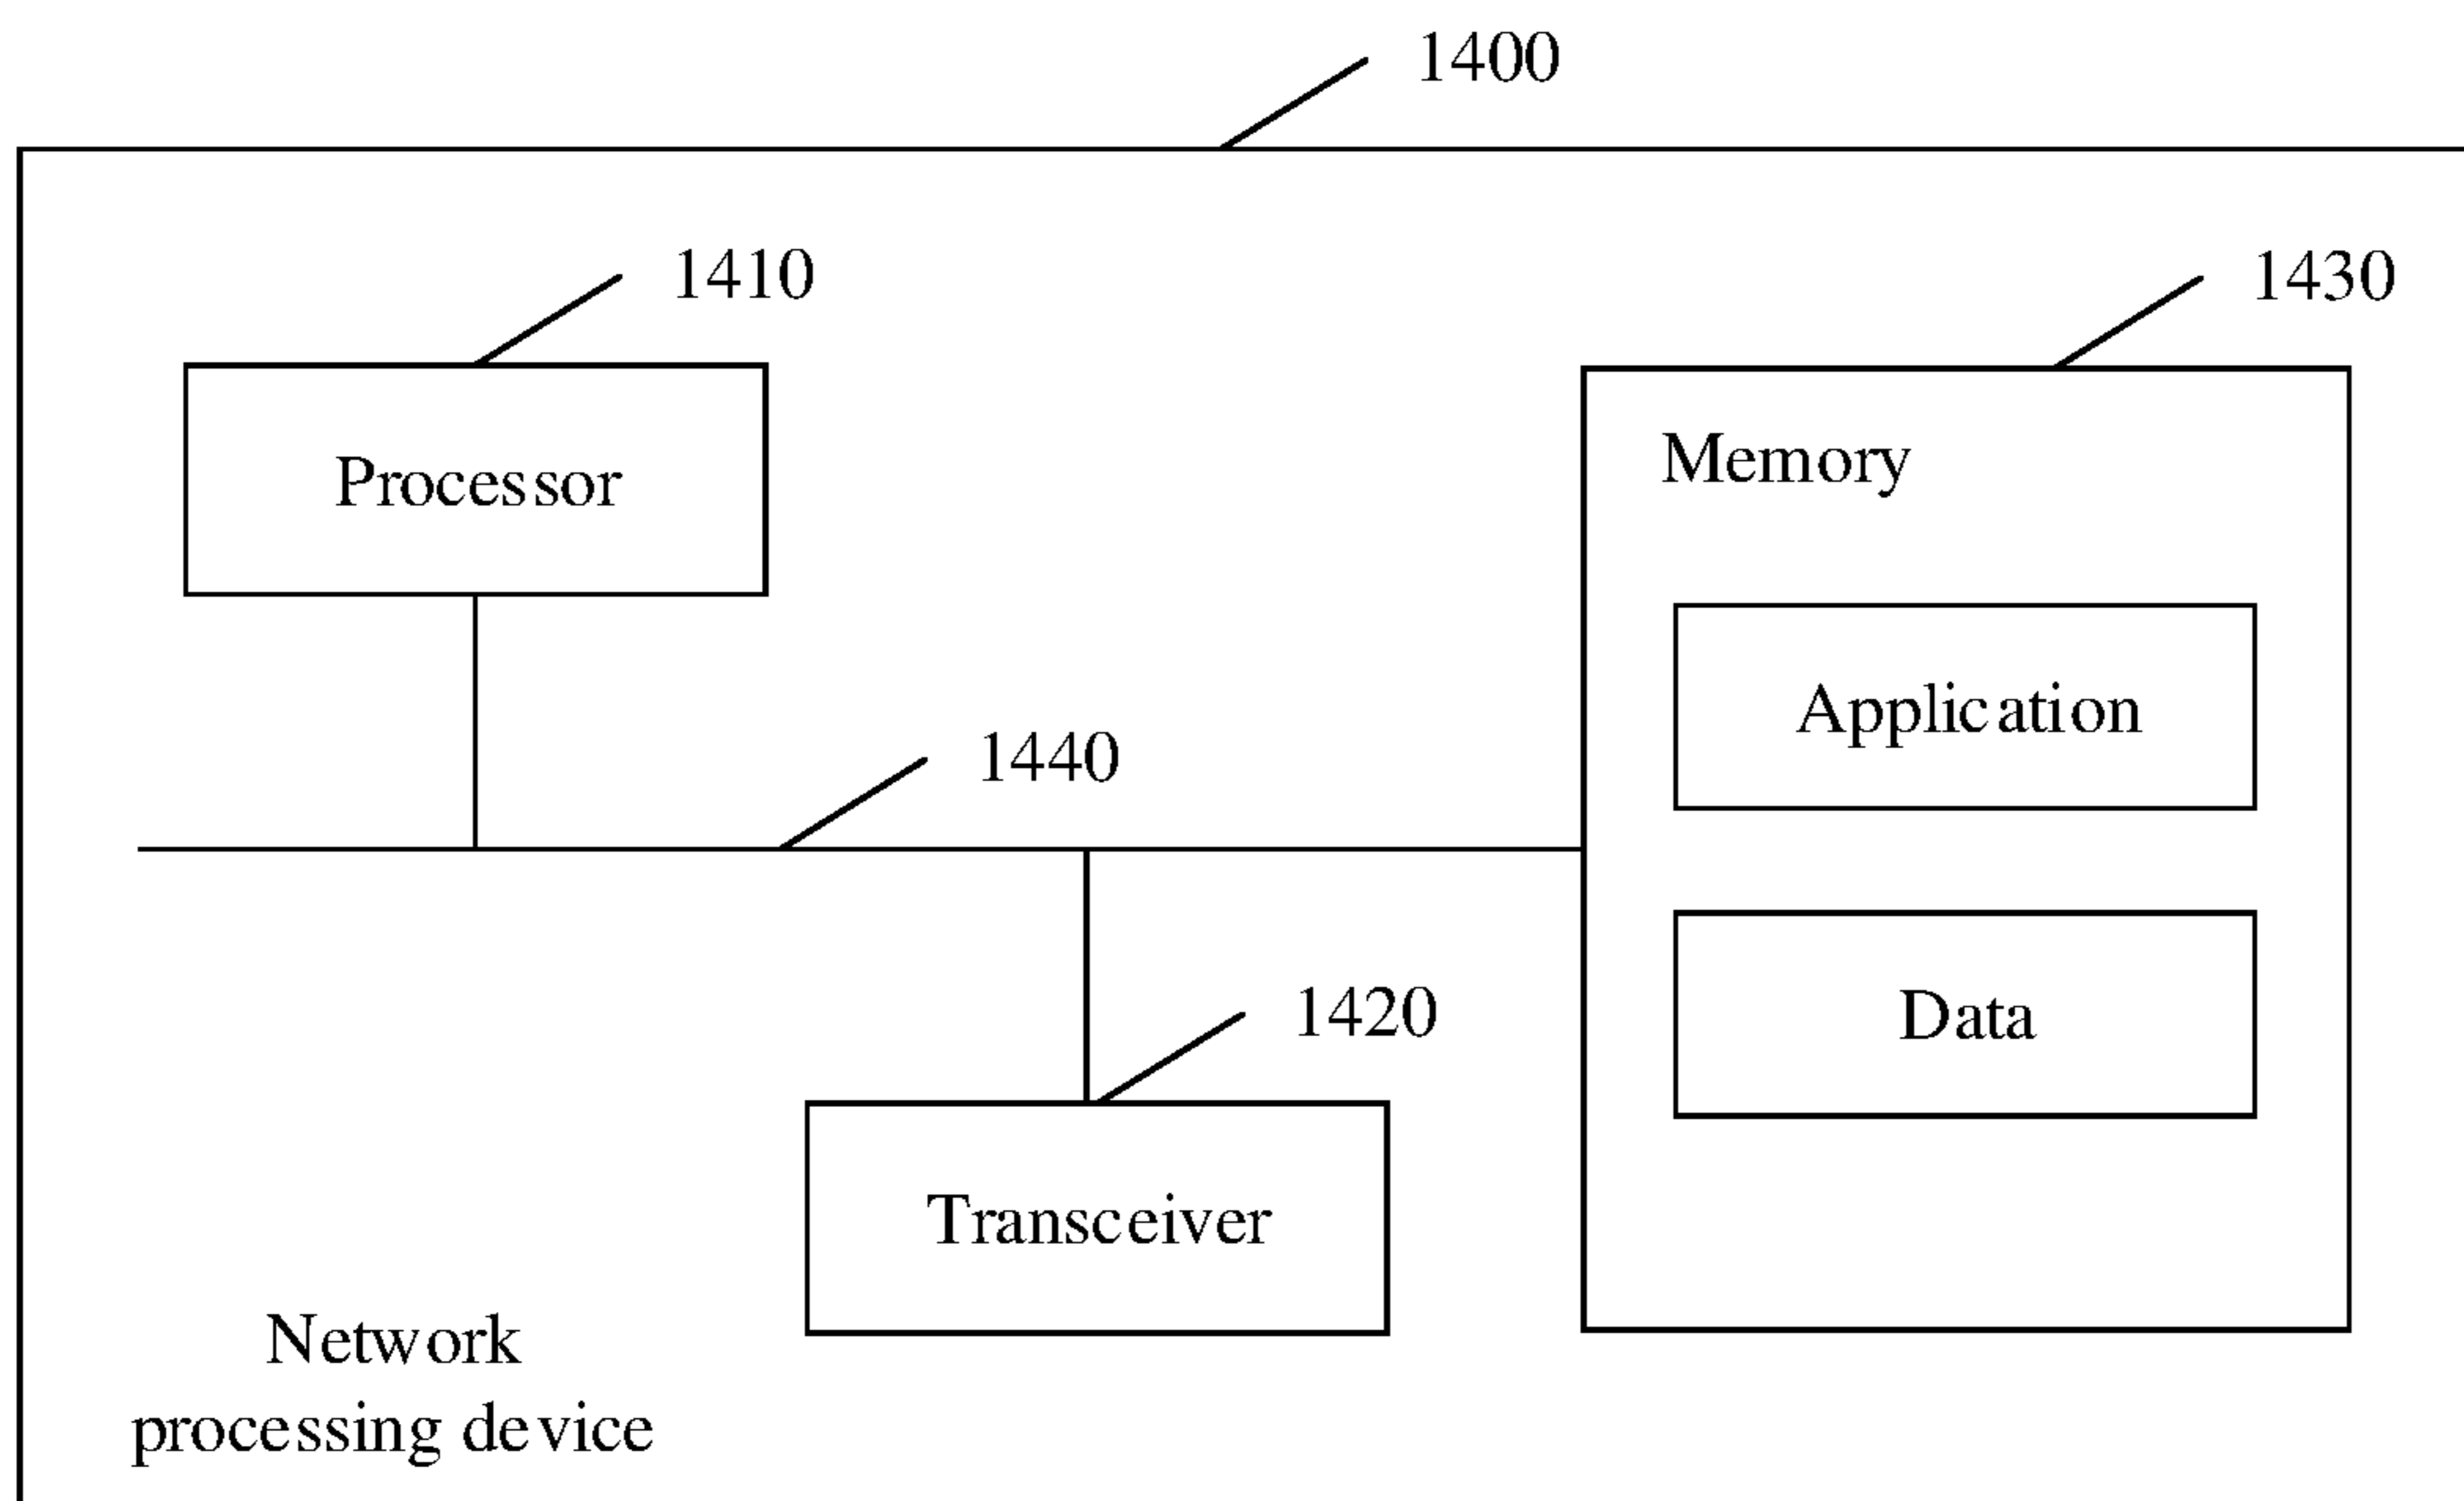 1400
1410
1430
Processor
Memory
Application
1440
Data
1420
Transceiver
Network
processing device